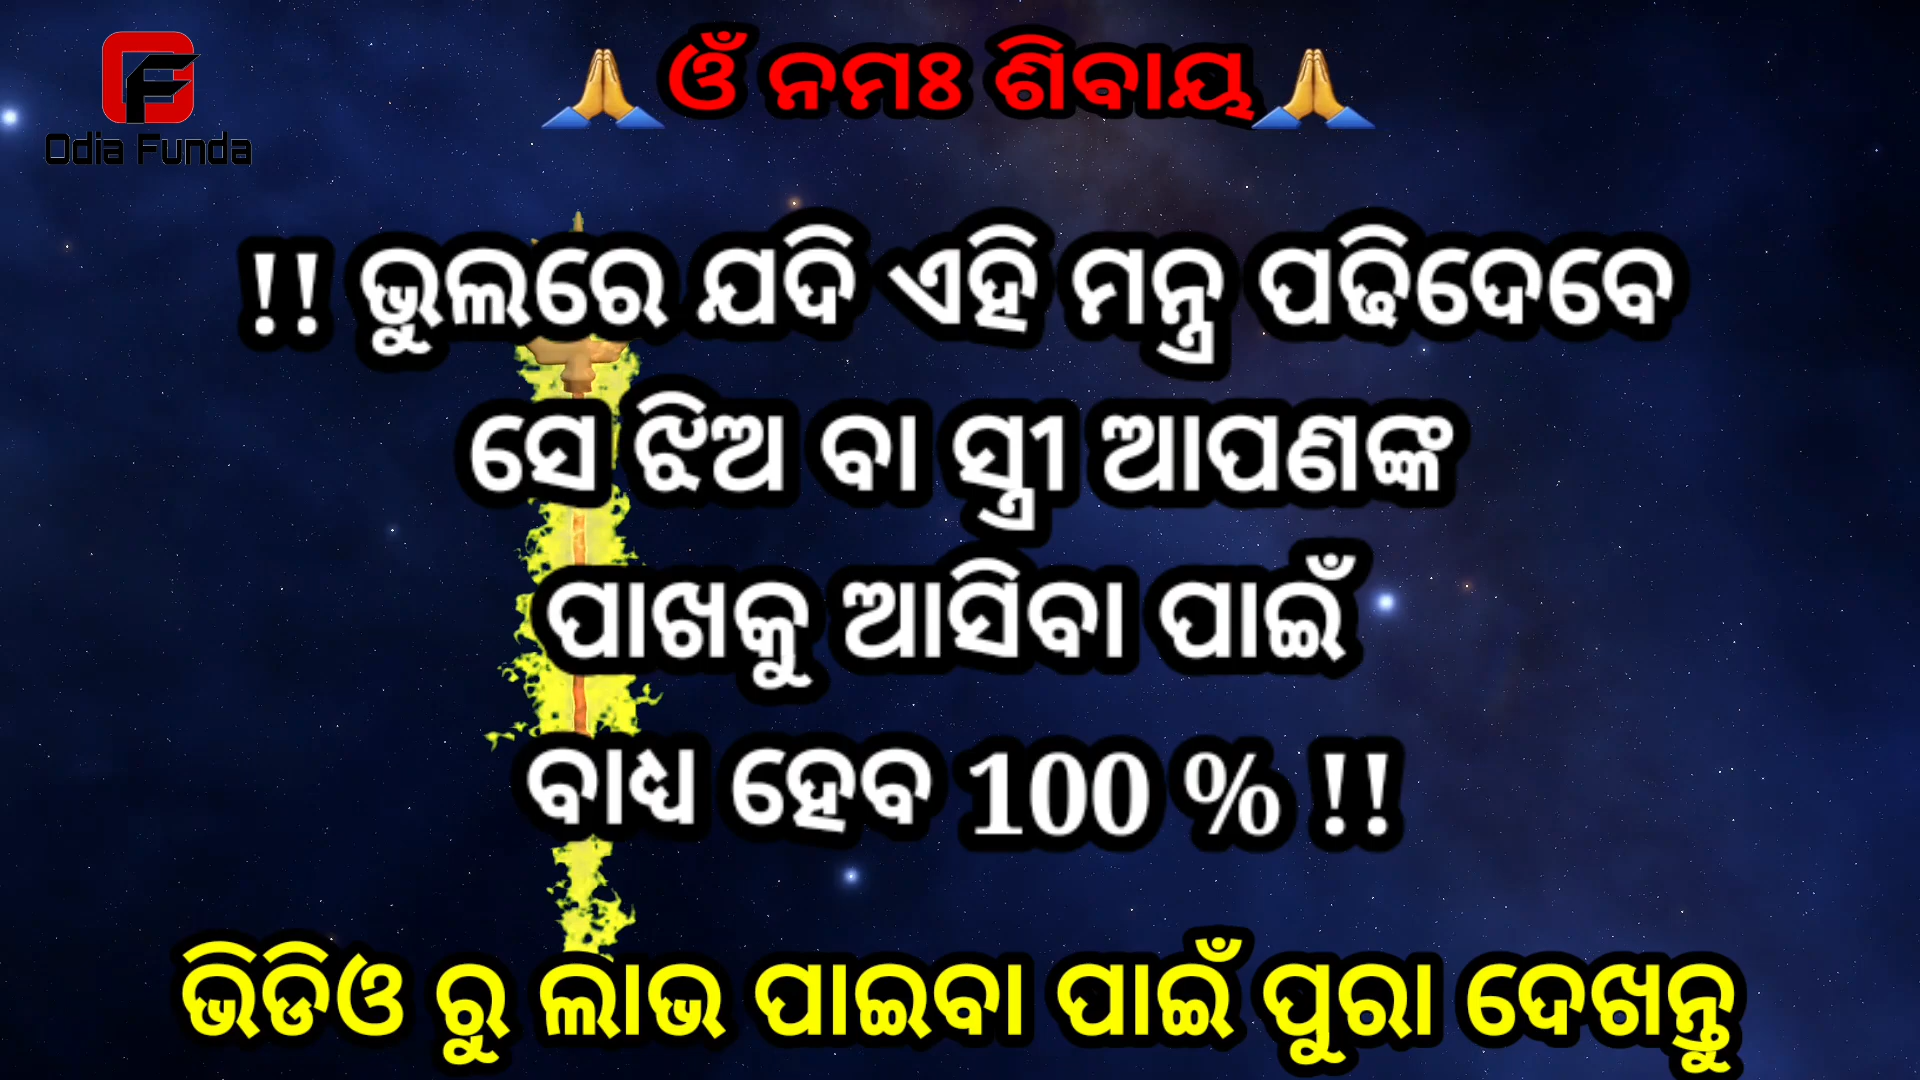 🙏ଓଁ ନମଃ ଶିବାୟ🙏
Odia Funda
!! ଭୁଲରେ ଯଦି ଏହି ମନ୍ତ୍ର ପଢିଦେବେ
ସେ ଝିଅ ବା ସ୍ତ୍ରୀ ଆପଣଙ୍କ
ପାଖକୁ ଆସିବା ପାଇଁ
ବାଧ୍ୟ ହେବ 100 % !!
ଭିଡିଓ ରୁ ଲାଭ ପାଇବା ପାଇଁ ପୁରା ଦେଖନ୍ତୁ